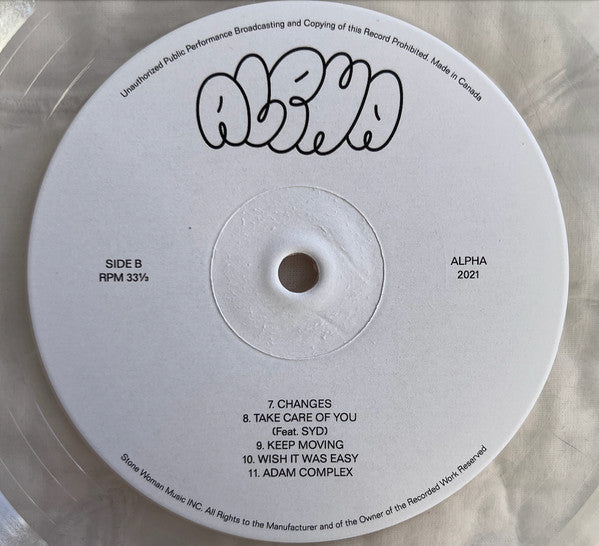 Unauthorized Public Performance Broadcasting and Copying of this Record Prohibited. Made in Canada
ALPHA
SIDE B
RPM 33⅓
ALPHA
2021
7. CHANGES
8. TAKE CARE OF YOU
(Feat. SYD)
9. KEEP MOVING
10. WISH IT WAS EASY
11. ADAM COMPLEX
Stone Woman Music INC. All Rights to the Manufacturer and of the Owner of the Recorded Work Reserved